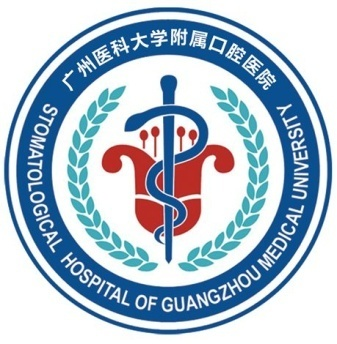 广州医科大学附属口腔医院
STOMATOLOGICAL HOSPITAL OF GUANGZHOU MEDICAL UNIVERSITY